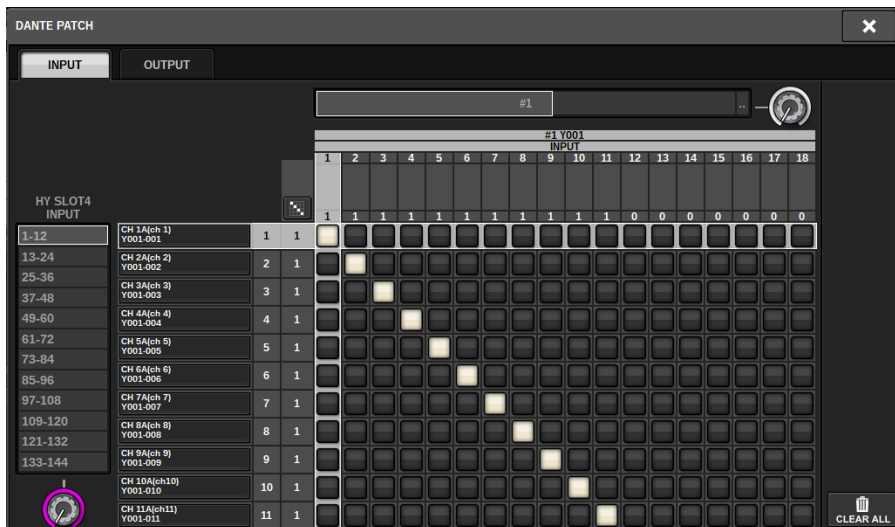 DANTE PATCH
INPUT OUTPUT
#1 ..
#1 Y001
INPUT
1 2 3 4 5 6 7 8 9 10 11 12 13 14 15 16 17 18
HY SLOT4
INPUT
1 1 1 1 1 1 1 1 1 1 1 0 0 0 0 0 0 0
1-12
13-24
25-36
37-48
49-60
61-72
73-84
85-96
97-108
109-120
121-132
133-144
CH 1A(ch 1)
Y001-001 1 1
CH 2A(ch 2)
Y001-002 2 1
CH 3A(ch 3)
Y001-003 3 1
CH 4A(ch 4)
Y001-004 4 1
CH 5A(ch 5)
Y001-005 5 1
CH 6A(ch 6)
Y001-006 6 1
CH 7A(ch 7)
Y001-007 7 1
CH 8A(ch 8)
Y001-008 8 1
CH 9A(ch 9)
Y001-009 9 1
CH 10A(ch10)
Y001-010 10 1
CH 11A(ch11)
Y001-011 11 1
CLEAR ALL